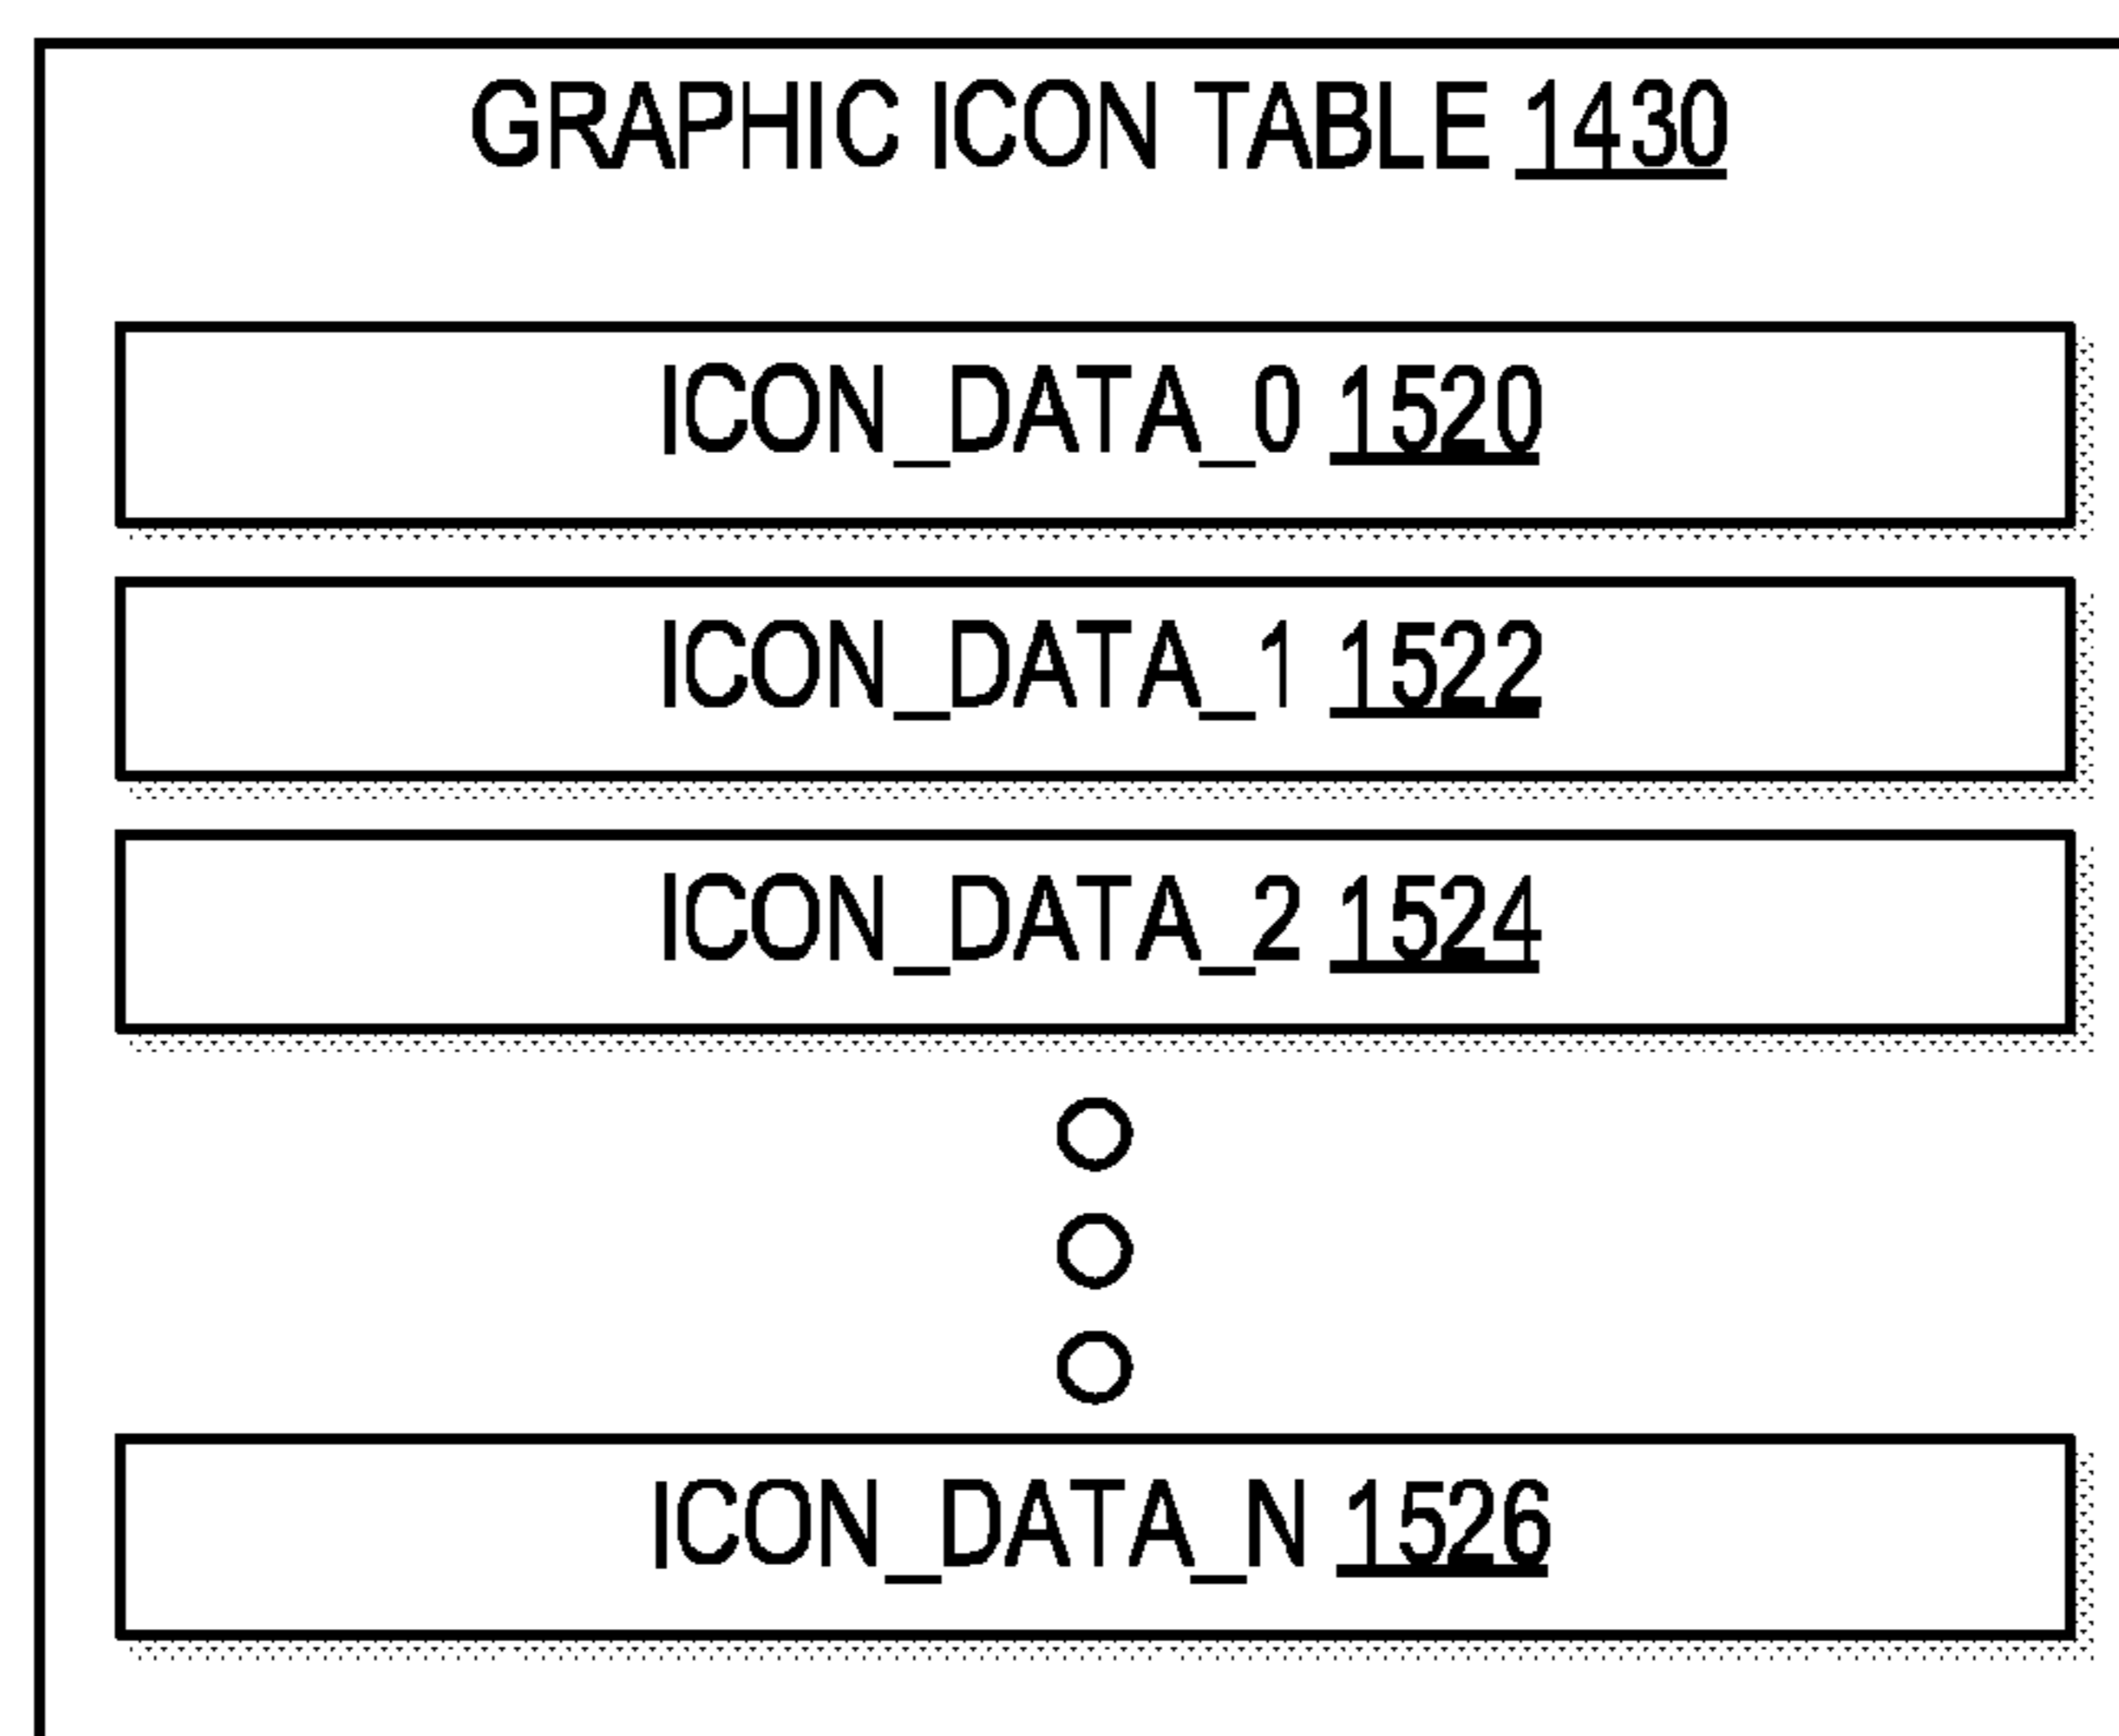 GRAPHIC ICON TABLE 1430
ICON_DATA_0 1520
ICON_DATA_1 1522
ICON_DATA_2 1524
ICON_DATA_N 1526